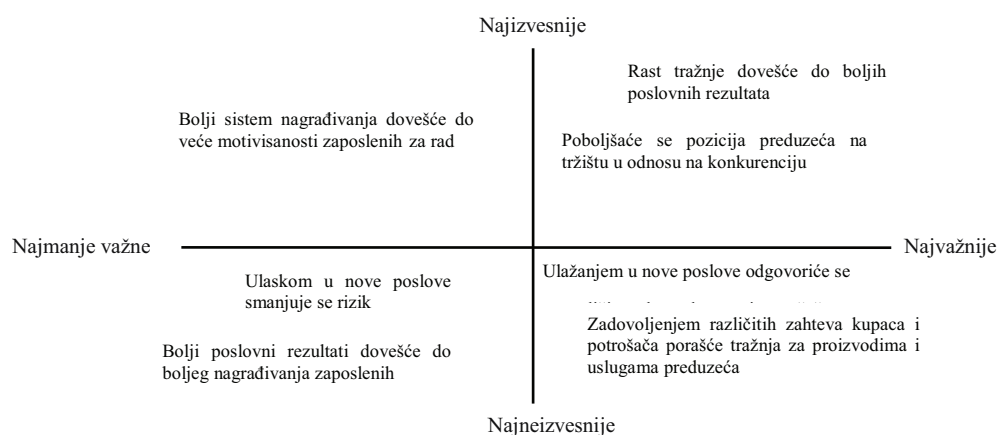 Najizvesnije
Rast tražnje dovešće do boljih
poslovnih rezultata
Bolji sistem nagrađivanja dovešće do
veće motivisanosti zaposlenih za rad
Poboljšaće se pozicija preduzeća na
tržištu u odnosu na konkurenciju
Najmanje važne
Najvažnije
Ulaskom u nove poslove
smanjuje se rizik
Ulažanjem u nove poslove odgovoriće se
Zadovoljenjem različitih zahteva kupaca i
potrošača porašće tražnja za proizvodima i
uslugama preduzeća
Bolji poslovni rezultati dovešće do
boljeg nagrađivanja zaposlenih
Najneizvesnije